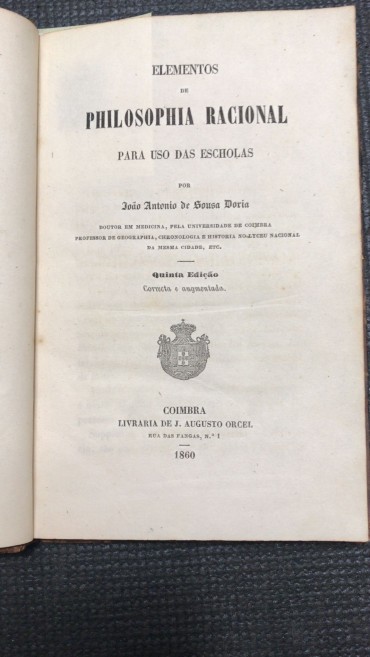 ELEMENTOS
DE
PHILOSOPHIA RACIONAL
PARA USO DAS ESCHOLAS
POR
João Antonio de Sousa Doria
DOUTOR EM MEDICINA, PELA UNIVERSIDADE DE COIMBRA
PROFESSOR DE GEOGRAPHIA, CHRONOLOGIA E HISTORIA NO LYCEU NACIONAL
DA MESMA CIDADE, ETC.
Quinta Edição
Correcta e augmentada.
COIMBRA
LIVRARIA DE J. AUGUSTO ORCEL
RUA DAS FANGAS, N.º 1
1860